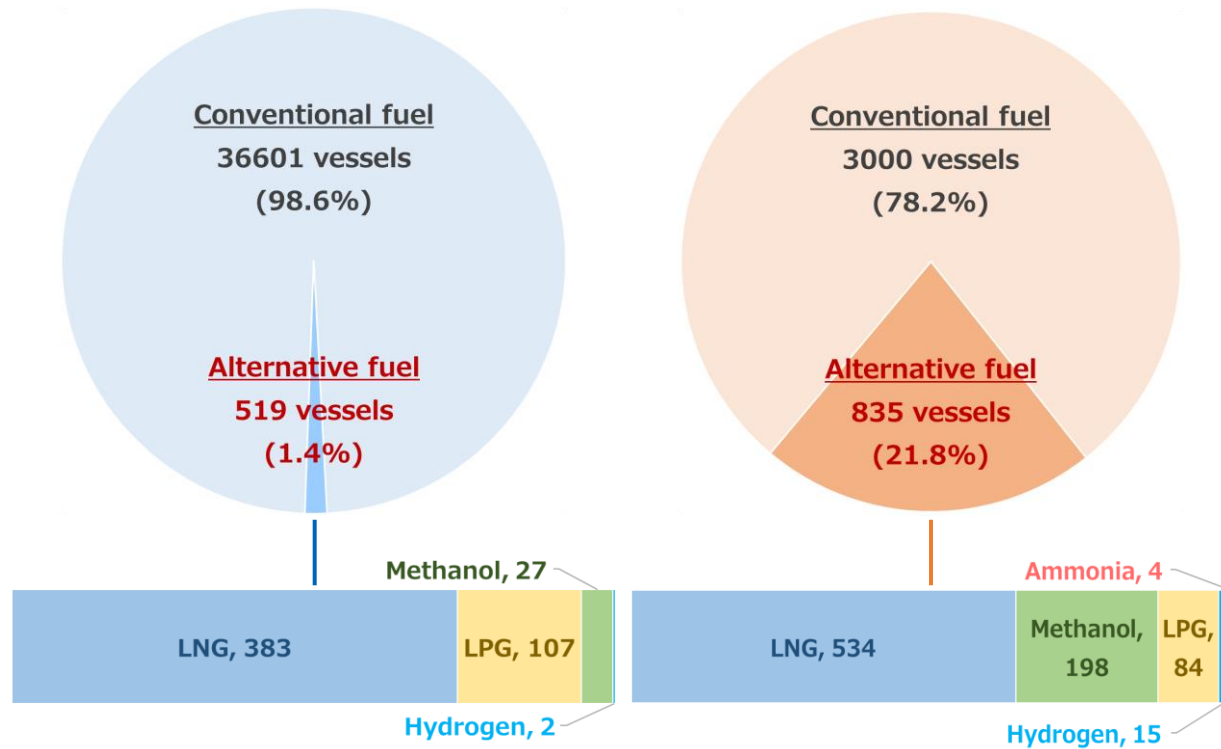 Conventional fuel
36601 vessels
(98.6%)
Alternative fuel
519 vessels
(1.4%)
Methanol, 27
LNG, 383
LPG, 107
Hydrogen, 2
Conventional fuel
3000 vessels
(78.2%)
Alternative fuel
835 vessels
(21.8%)
Ammonia, 4
LNG, 534
Methanol,
198
LPG,
84
Hydrogen, 15